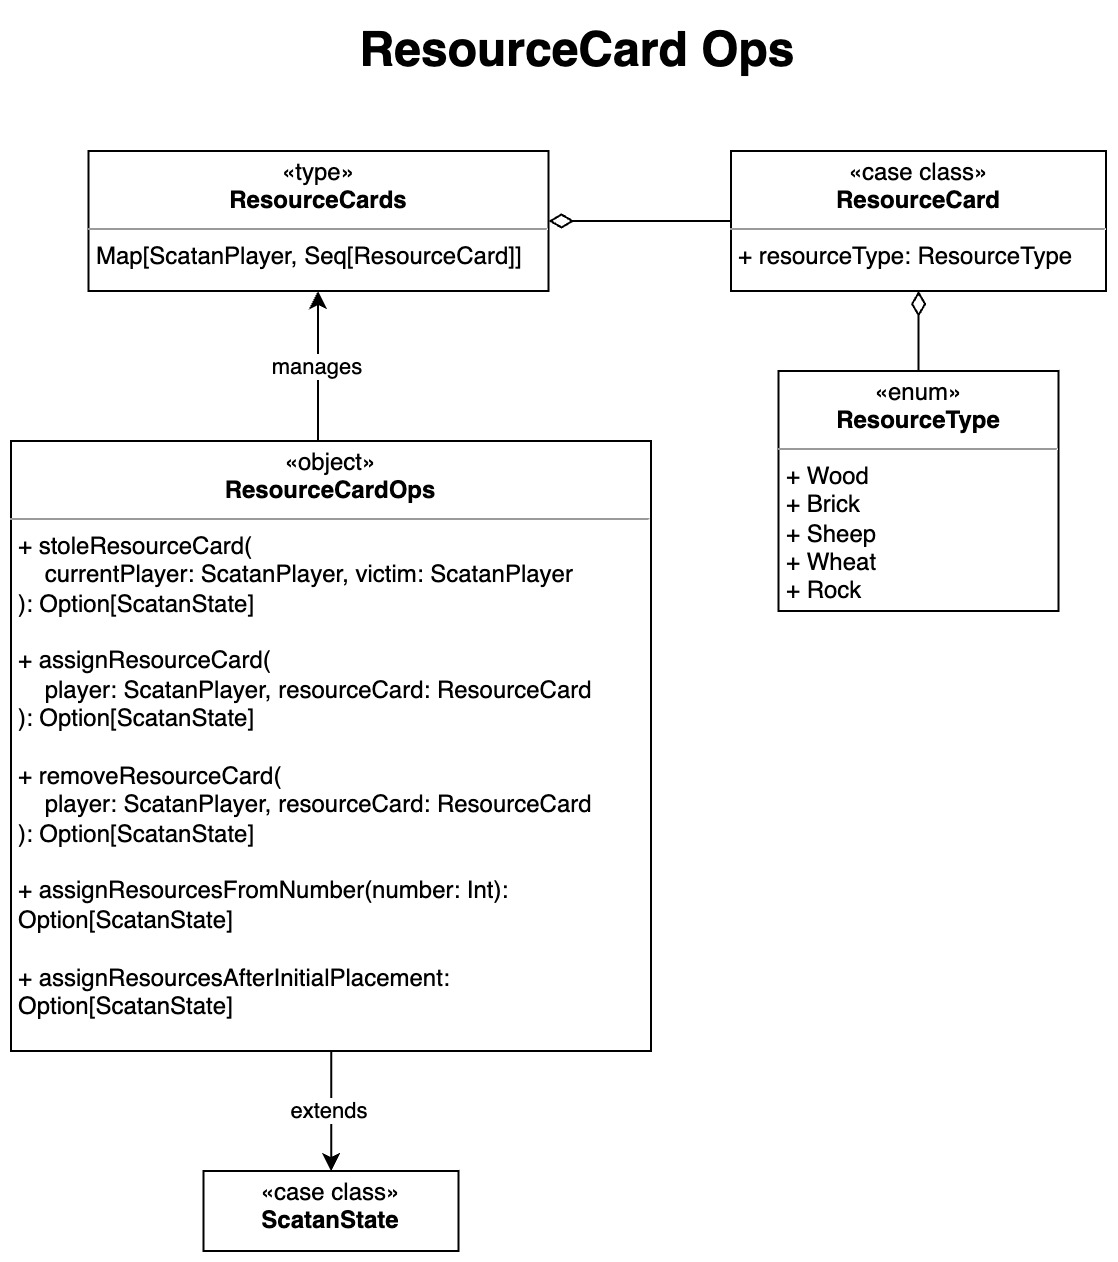 ResourceCard Ops
«type»
ResourceCards
Map[ScatanPlayer, Seq[ResourceCard]]
«case class»
ResourceCard
+ resourceType: ResourceType
manages
«enum»
ResourceType
+ Wood
+ Brick
+ Sheep
+ Wheat
+ Rock
«object»
ResourceCardOps
+ stoleResourceCard(
currentPlayer: ScatanPlayer, victim: ScatanPlayer
): Option[ScatanState]
+ assignResourceCard(
player: ScatanPlayer, resourceCard: ResourceCard
): Option[ScatanState]
+ removeResourceCard(
player: ScatanPlayer, resourceCard: ResourceCard
): Option[ScatanState]
+ assignResourcesFromNumber(number: Int):
Option[ScatanState]
+ assignResourcesAfterInitialPlacement:
Option[ScatanState]
extends
«case class»
ScatanState